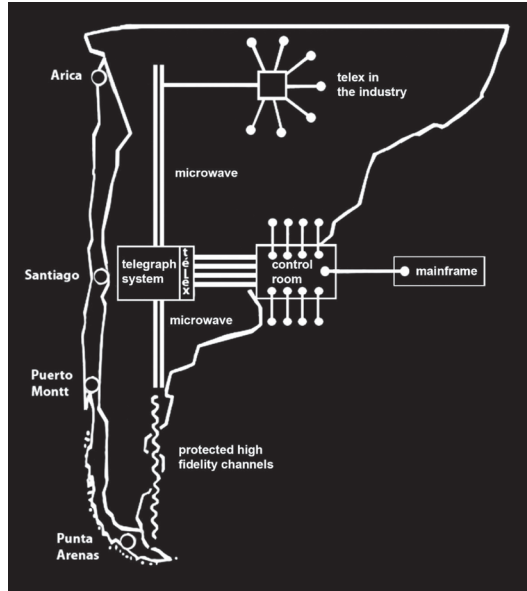 Arica
telex in
the industry
microwave
telegraph
system
télex
control
room
mainframe
Santiago
microwave
Puerto
Montt
protected high
fidelity channels
Punta
Arenas